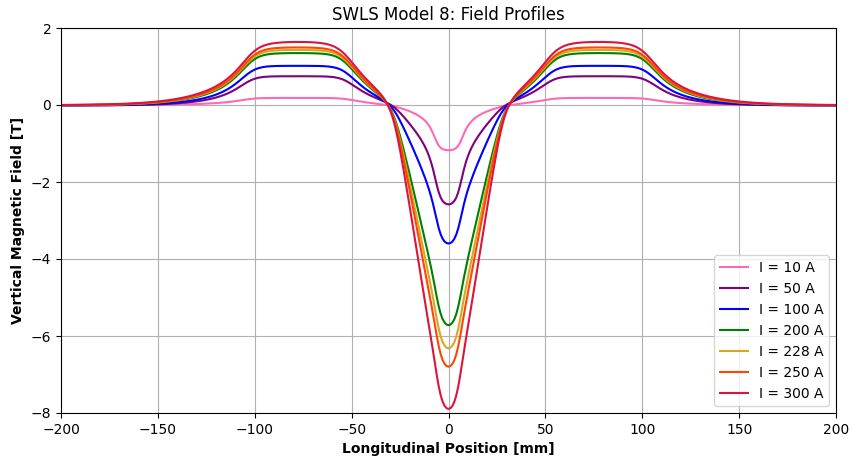 SWLS Model 8: Field Profiles
Vertical Magnetic Field [T]
2
0
−2
−4
−6
−8
I = 10 A
I = 50 A
I = 100 A
I = 200 A
I = 228 A
I = 250 A
I = 300 A
−200 −150 −100 −50 0 50 100 150 200
Longitudinal Position [mm]